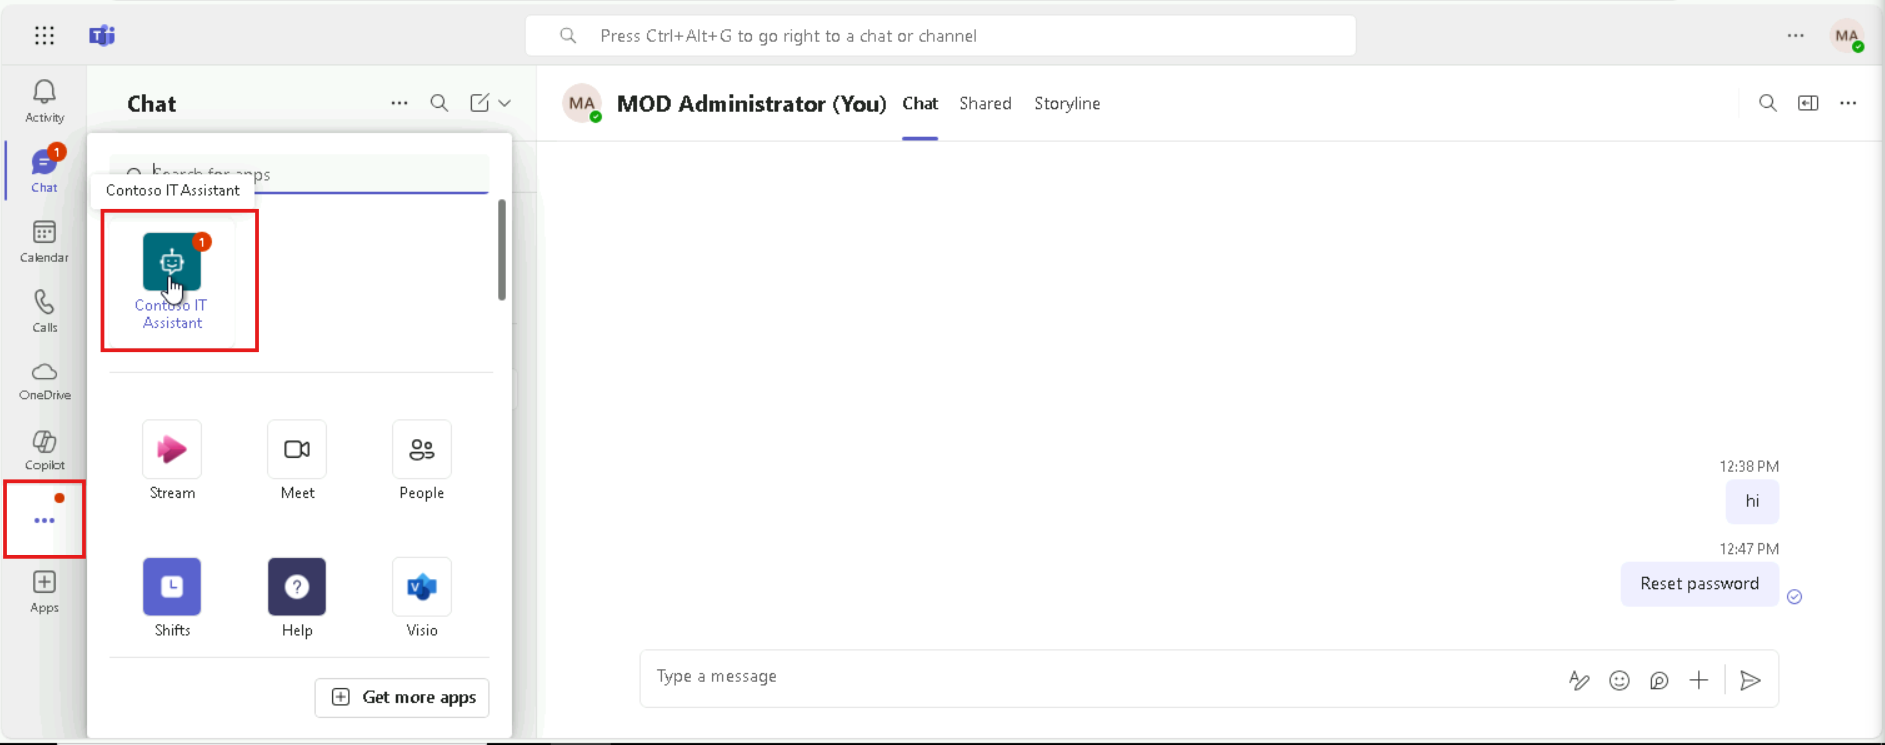 Press Ctrl+Alt+G to go right to a chat or channel
MA
Activity
Chat
1
Chat
Calendar
Calls
OneDrive
Copilot
Apps
Search for apps
Contoso IT Assistant
1
Contoso IT
Assistant
Stream
Meet
People
Shifts
Help
Visio
Get more apps
MA
MOD Administrator (You)
Chat
Shared
Storyline
12:38 PM
hi
12:47 PM
Reset password
Type a message